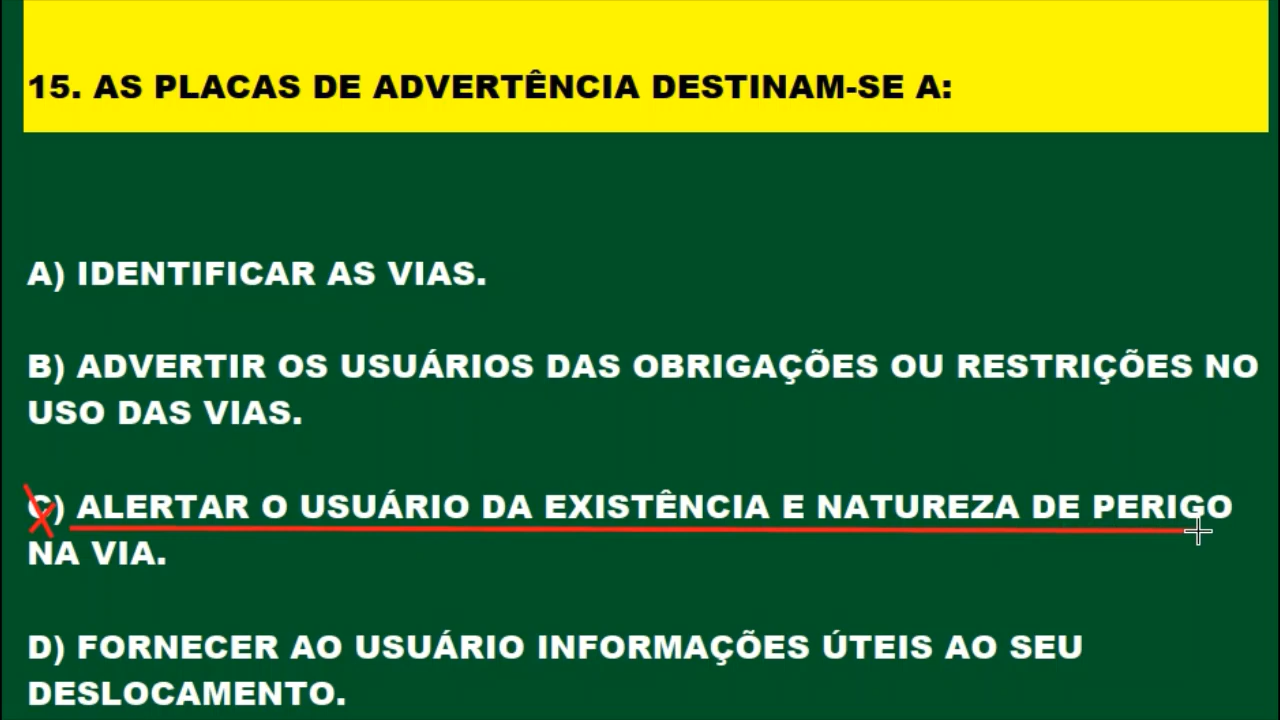 15. AS PLACAS DE ADVERTÊNCIA DESTINAM-SE A:
A) IDENTIFICAR AS VIAS.
B) ADVERTIR OS USUÁRIOS DAS OBRIGAÇÕES OU RESTRIÇÕES NO
USO DAS VIAS.
C) ALERTAR O USUÁRIO DA EXISTÊNCIA E NATUREZA DE PERIGO
NA VIA.
D) FORNECER AO USUÁRIO INFORMAÇÕES ÚTEIS AO SEU
DESLOCAMENTO.